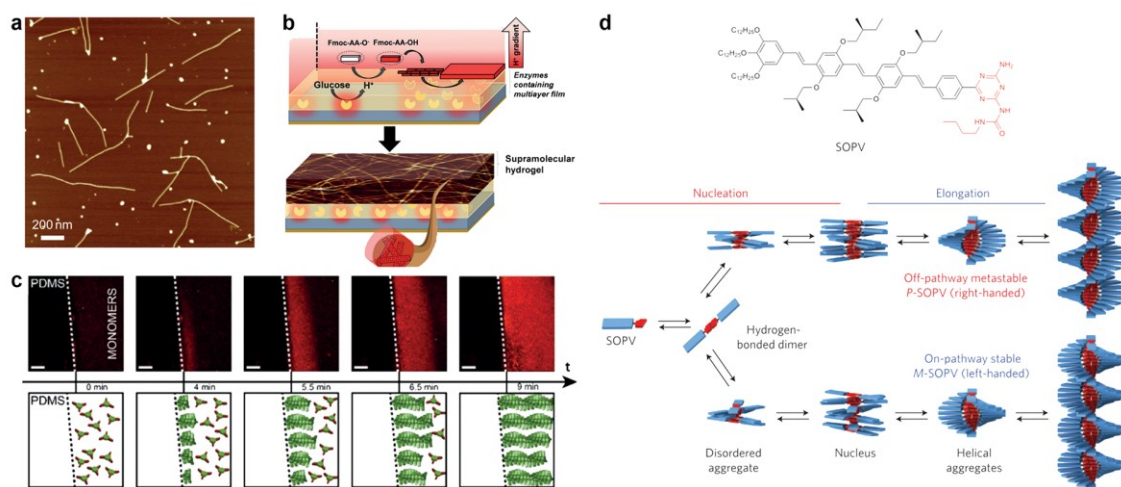 a
200 nm
b
Fmoc-AA-O⁻ Fmoc-AA-OH
Glucose H⁺
H⁺ gradient
Enzymes
containing
multilayer film
Supramolecular
hydrogel
c
PDMS
MONOMERS
t
0 min
4 min
5.5 min
6.5 min
9 min
PDMS
d
C₁₂H₂₅O
C₁₂H₂₅O
C₁₂H₂₅O
O
O
O
O
NH₂
N
N
N
NH
HN
O
SOPV
Nucleation
Elongation
Off-pathway metastable
P-SOPV (right-handed)
SOPV
Hydrogen-
bonded dimer
On-pathway stable
M-SOPV (left-handed)
Disordered
aggregate
Nucleus
Helical
aggregates